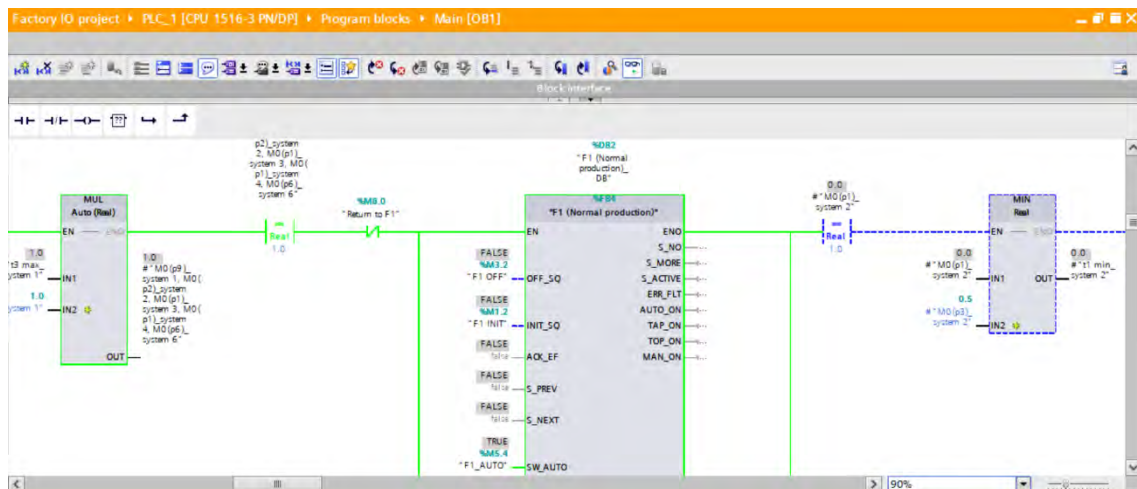 Factory IO project ▸ PLC_1 [CPU 1516-3 PN/DP] ▸ Program blocks ▸ Main [OB1]
Block interface
MUL
Auto (Real)
EN
ENO
1.0
"t3 max_
system 1"
IN1
1.0
system 1"
IN2
OUT
1.0
#"M0(p9)_
system 1, M0(
p2)_system
2, M0(p1)_
system 3, M0(
p1)_system
4, M0(p6)_
system 6"
p2)_system
2, M0(p1)_
system 3, M0(
p1)_system
4, M0(p6)_
system 6"
==
Real
1.0
%M8.0
"Return to F1"
%DB2
"F1 (Normal
production)_
DB"
%FB4
"F1 (Normal production)"
EN
ENO
FALSE
%M3.2
"F1 OFF"
OFF_SQ
FALSE
%M1.2
"F1 INIT"
INIT_SQ
FALSE
false
ACK_EF
FALSE
false
S_PREV
FALSE
false
S_NEXT
TRUE
%M5.4
"F1_AUTO"
SW_AUTO
S_NO
S_MORE
S_ACTIVE
ERR_FLT
AUTO_ON
TAP_ON
TOP_ON
MAN_ON
0.0
#"M0(p1)_
system 2"
==
Real
1.0
MIN
Real
EN
ENO
0.0
#"M0(p1)_
system 2"
IN1
0.5
#"M0(p3)_
system 2"
IN2
OUT
0.0
#"t1 min_
system 2"
90%